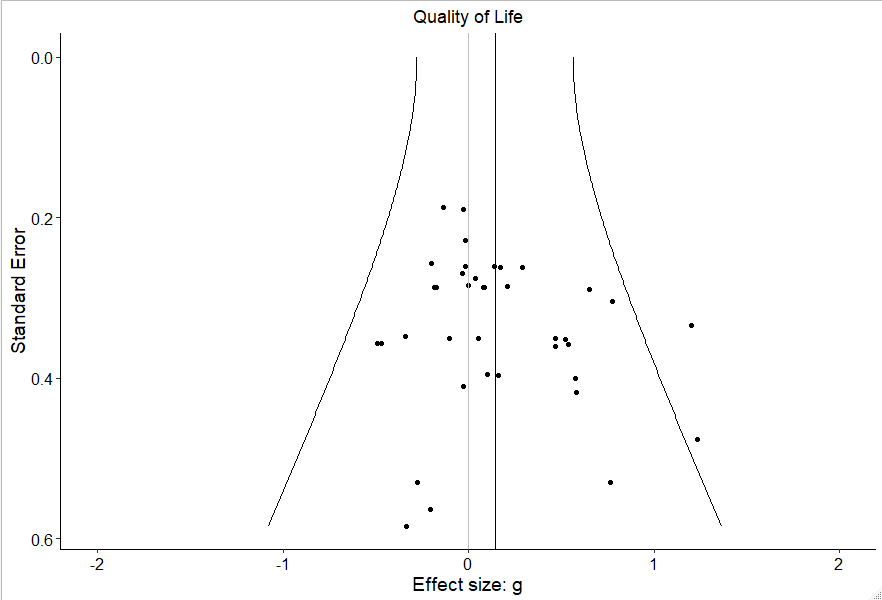 Quality of Life
0.0
0.2
0.4
0.6
Standard Error
-2 -1 0 1 2
Effect size: g